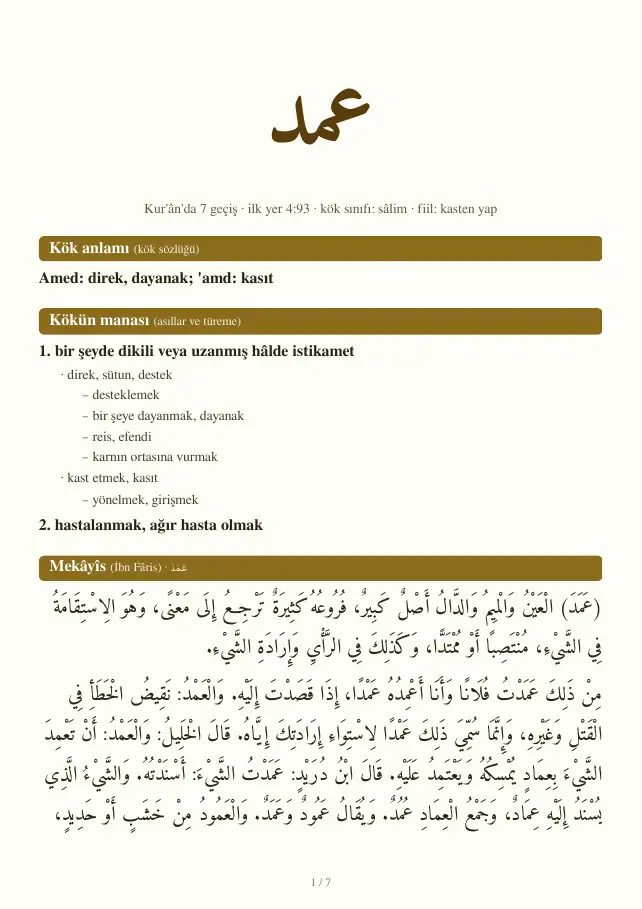 عمد
Kur'ân'da 7 geçiş · ilk yer 4:93 · kök sınıfı: sâlim · fiil: kasten yap
Kök anlamı (kök sözlüğü)
Amed: direk, dayanak; 'amd: kasıt
Kökün manası (asıllar ve türeme)
1. bir şeyde dikili veya uzanmış hâlde istikamet
· direk, sütun, destek
– desteklemek
– bir şeye dayanmak, dayanak
– reis, efendi
– karnın ortasına vurmak
· kast etmek, kasıt
– yönelmek, girişmek
2. hastalanmak, ağır hasta olmak
Mekâyîs (İbn Fâris) · عَمَدَ
(عَمَدَ) الْعَيْنُ وَالْمِيمُ وَالدَّالُ أَصْلٌ كَبِيرٌ، فُرُوعُهُ كَثِيرَةٌ تَرْجِعُ إِلَى مَعْنًى، وَهُوَ الِاسْتِقَامَةُ
فِي الشَّيْءِ، مُنْتَصِبًا أَوْ مُمْتَدًّا، وَكَذَلِكَ فِي الرَّأْيِ وَإِرَادَةِ الشَّيْءِ.
مِنْ ذَلِكَ عَمَدْتُ فُلَانًا وَأَنَا أَعْمِدُهُ عَمْدًا، إِذَا قَصَدْتَ إِلَيْهِ. وَالْعَمْدُ: نَقِيضُ الْخَطَأِ فِي
الْقَتْلِ وَغَيْرِهِ، وَإِنَّمَا سُمِّيَ ذَلِكَ عَمْدًا لِاسْتِوَاءِ إِرَادَتِكَ إِيَّاهُ. قَالَ الْخَلِيلُ: وَالْعَمْدُ: أَنْ تَعْمِدَ
الشَّيْءَ بِعِمَادٍ يُمْسِكُهُ وَيَعْتَمِدُ عَلَيْهِ. قَالَ ابْنُ دُرَيْدٍ: عَمَدْتُ الشَّيْءَ: أَسْنَدْتُهُ. وَالشَّيْءُ الَّذِي
يُسْنَدُ إِلَيْهِ عِمَادٌ، وَجَمْعُ الْعِمَادِ عُمُدٌ. وَيُقَالُ عَمُودٌ وَعَمَدٌ. وَالْعَمُودُ مِنْ خَشَبٍ أَوْ حَدِيدٍ،
1 / 7